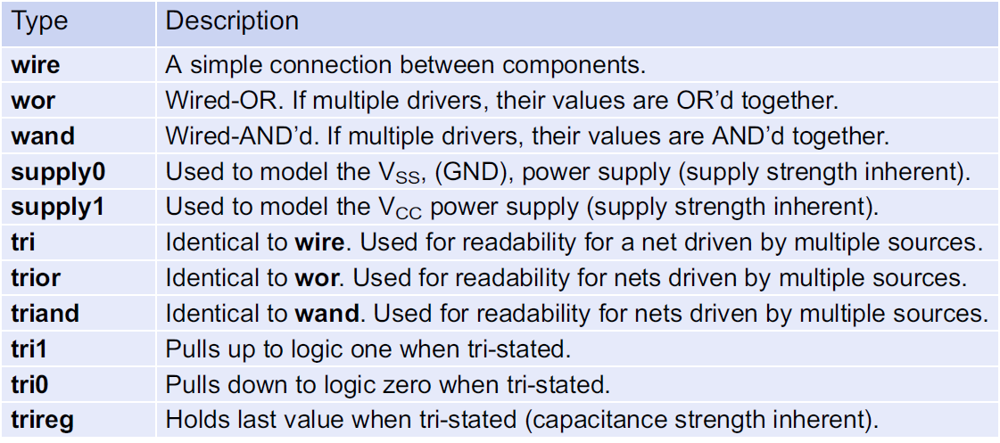 Type Description
wire A simple connection between components.
wor Wired-OR. If multiple drivers, their values are OR’d together.
wand Wired-AND’d. If multiple drivers, their values are AND’d together.
supply0 Used to model the VSS, (GND), power supply (supply strength inherent).
supply1 Used to model the VCC power supply (supply strength inherent).
tri Identical to wire. Used for readability for a net driven by multiple sources.
trior Identical to wor. Used for readability for nets driven by multiple sources.
triand Identical to wand. Used for readability for nets driven by multiple sources.
tri1 Pulls up to logic one when tri-stated.
tri0 Pulls down to logic zero when tri-stated.
trireg Holds last value when tri-stated (capacitance strength inherent).